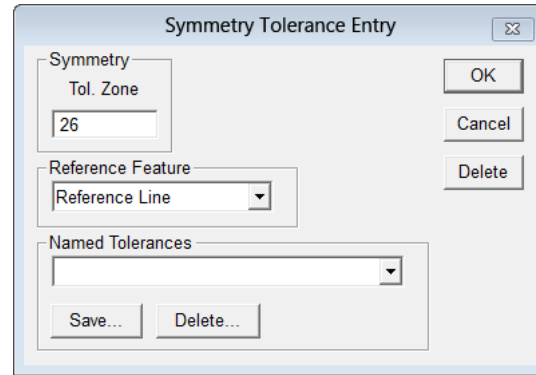 Symmetry Tolerance Entry
Symmetry
Tol. Zone
26
OK
Cancel
Delete
Reference Feature
Reference Line
Named Tolerances
Save...
Delete...